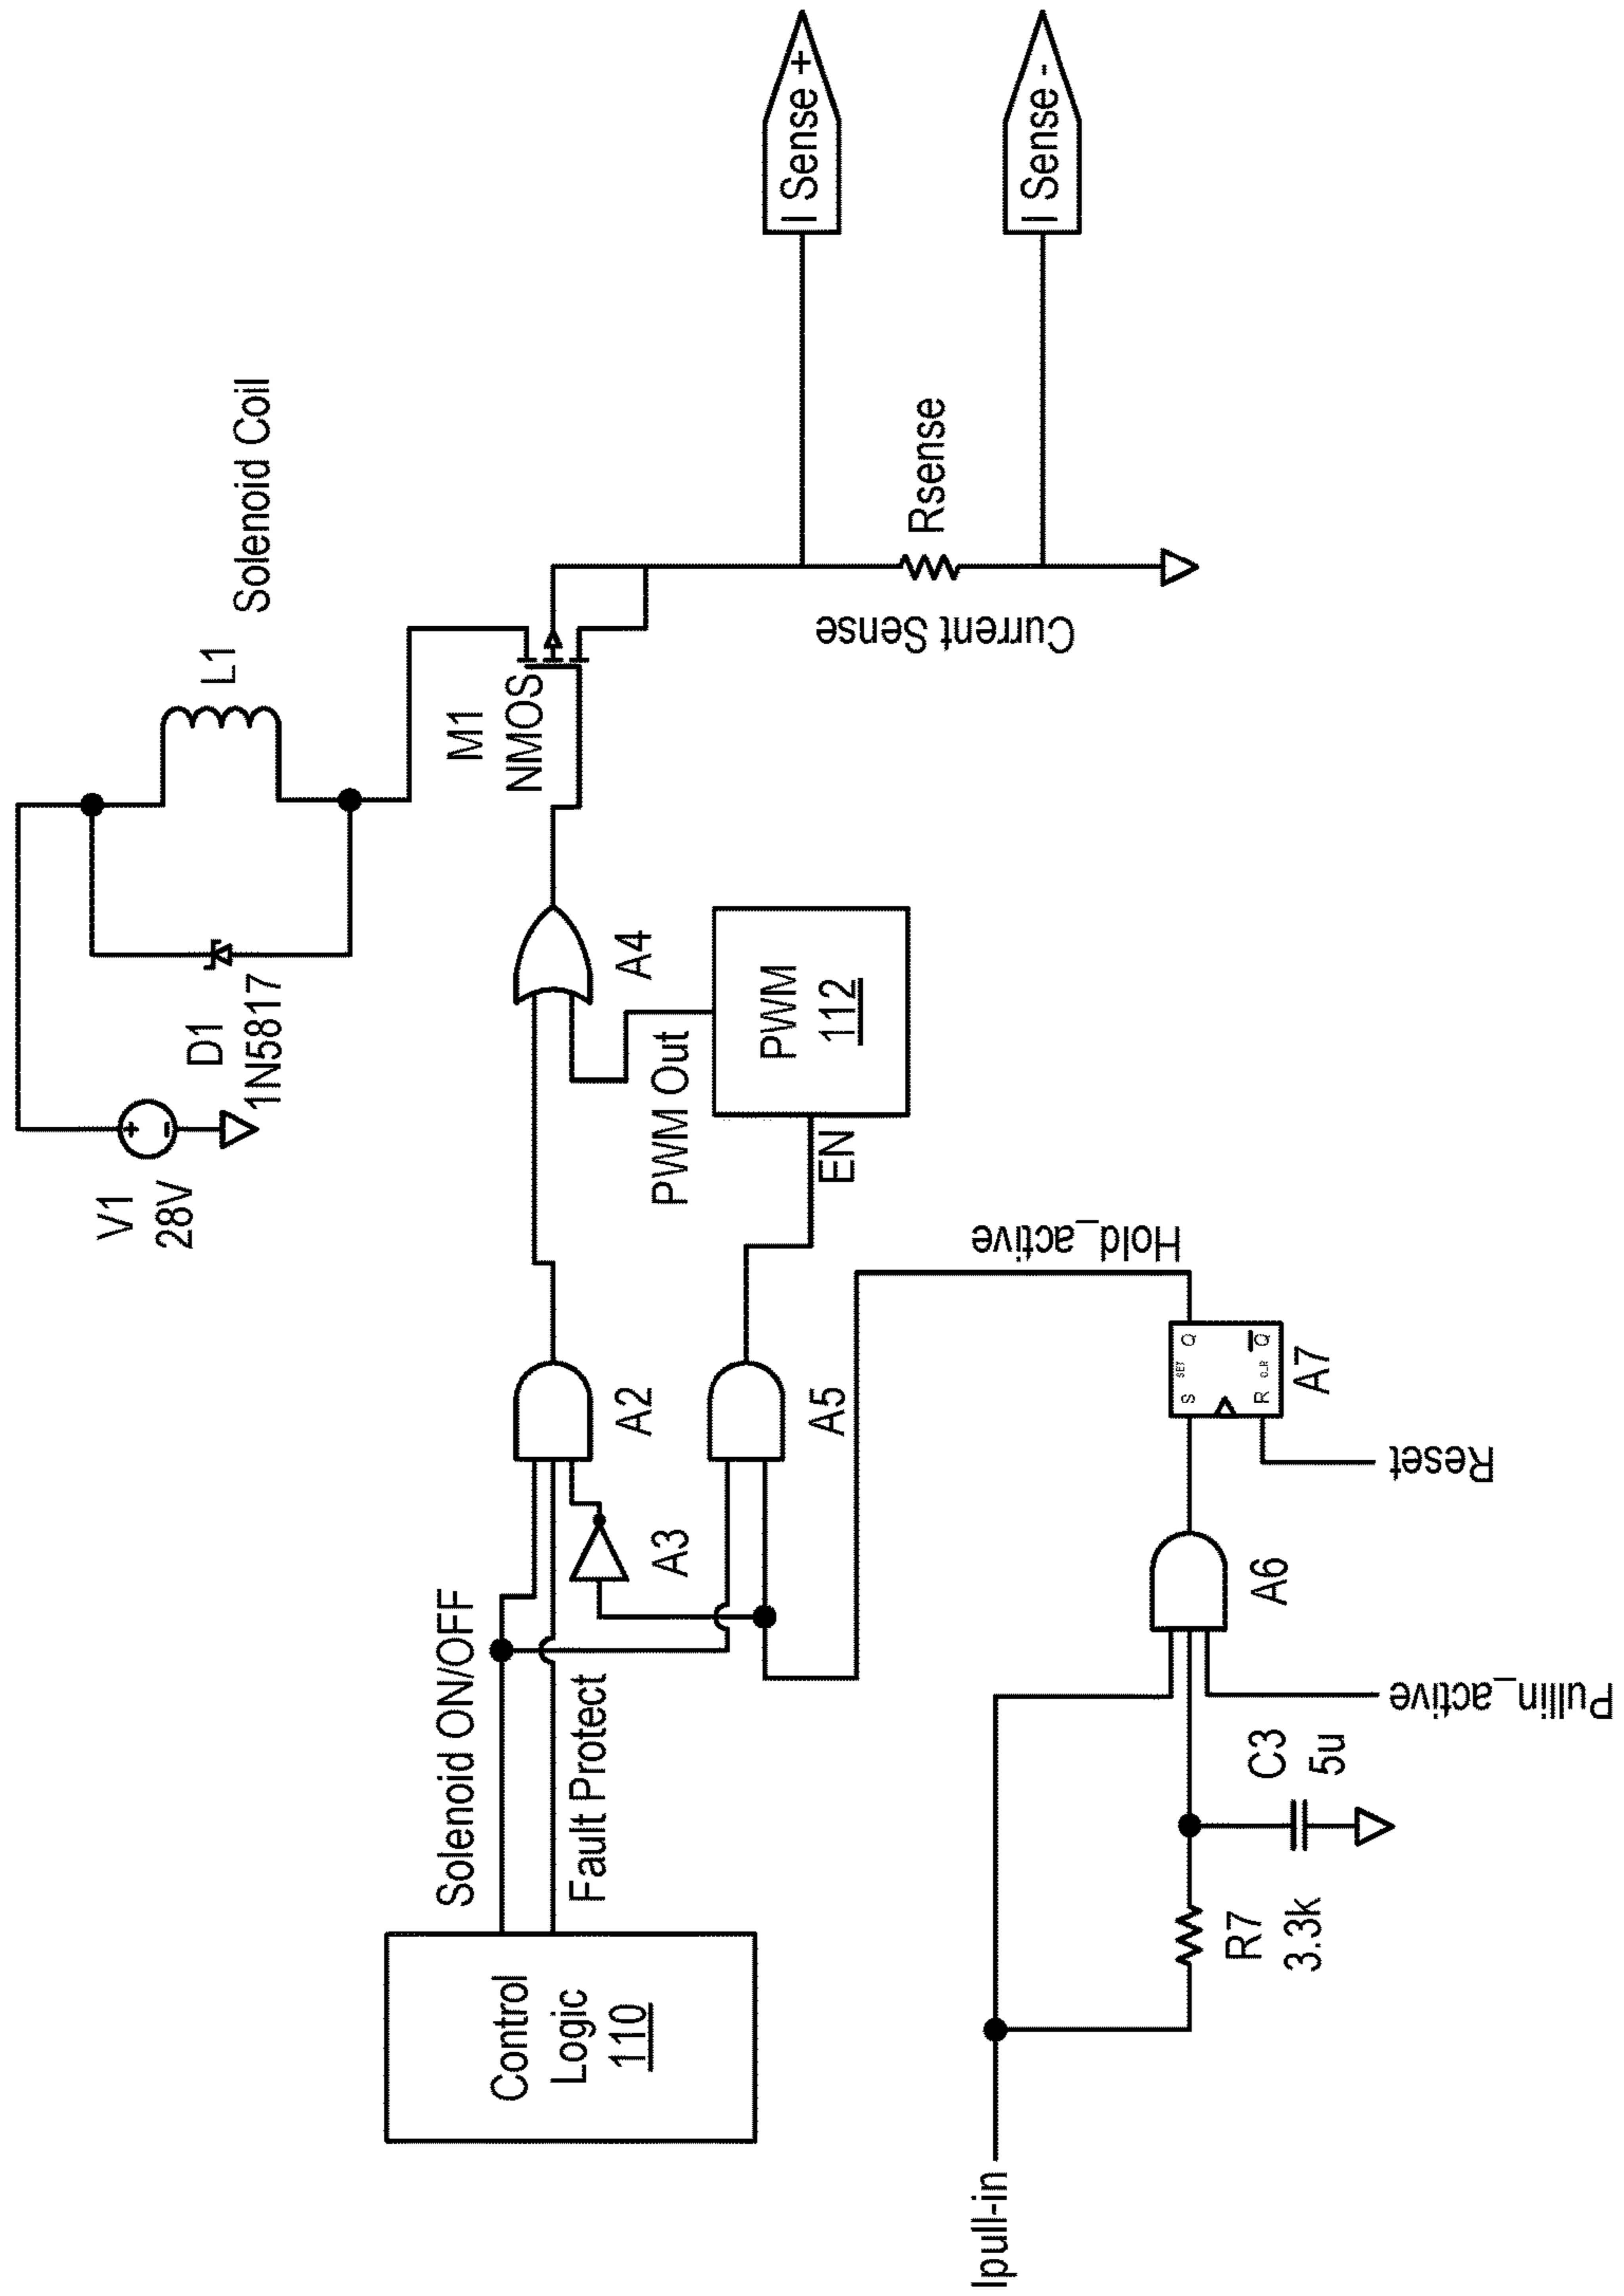 V1
28V
D1
1N5817
L1
Solenoid Coil
M1
NMOS
I Sense +
I Sense -
Rsense
Current Sense
A4
PWM Out
PWM
112
EN
A2
A3
A5
Solenoid ON/OFF
Fault Protect
Control
Logic
110
Hold_active
S
SET
Q
R
CLR
Q
A7
Reset
A6
Pullin_active
C3
5u
R7
3.3k
Ipull-in